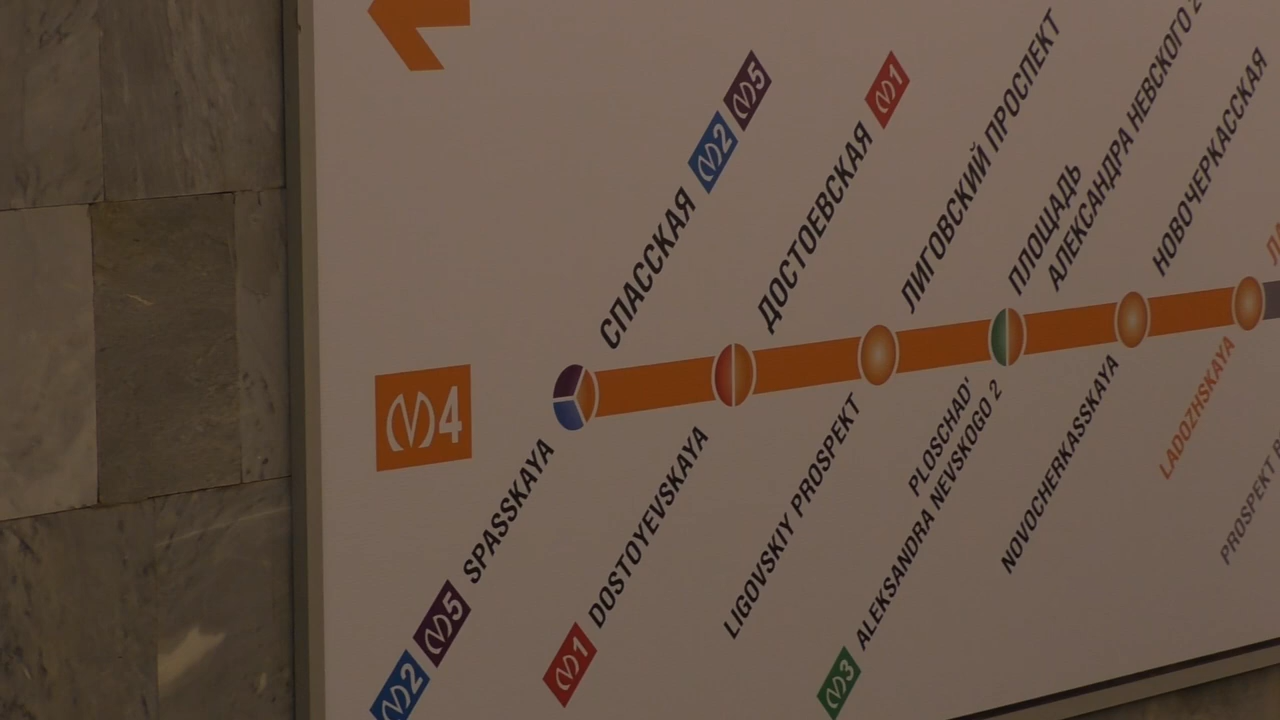 СПАССКАЯ 2 5
ДОСТОЕВСКАЯ 1
ЛИГОВСКИЙ ПРОСПЕКТ
ПЛОЩАДЬ
АЛЕКСАНДРА НЕВСКОГО 2
НОВОЧЕРКАССКАЯ
4
2 5 SPASSKAYA
1 DOSTOYEVSKAYA
LIGOVSKIY PROSPEKT
PLOSCHAD'
3 ALEKSANDRA NEVSKOGO 2
NOVOCHERKASSKAYA
LADOZHSKAYA
PROSPEKT